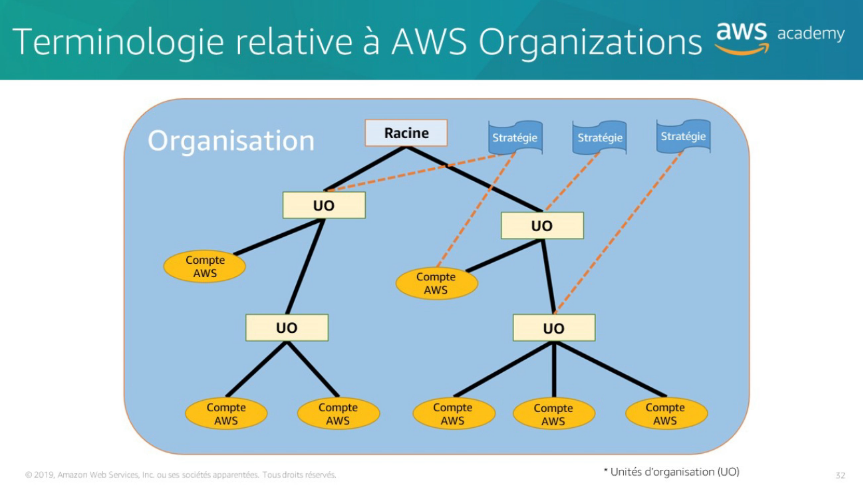 Terminologie relative à AWS Organizations
aws academy
Organisation
Racine
Stratégie
Stratégie
Stratégie
UO
UO
Compte
AWS
Compte
AWS
UO
UO
Compte
AWS
Compte
AWS
Compte
AWS
Compte
AWS
Compte
AWS
* Unités d'organisation (UO)
© 2019, Amazon Web Services, Inc. ou ses sociétés apparentées. Tous droits réservés.
32